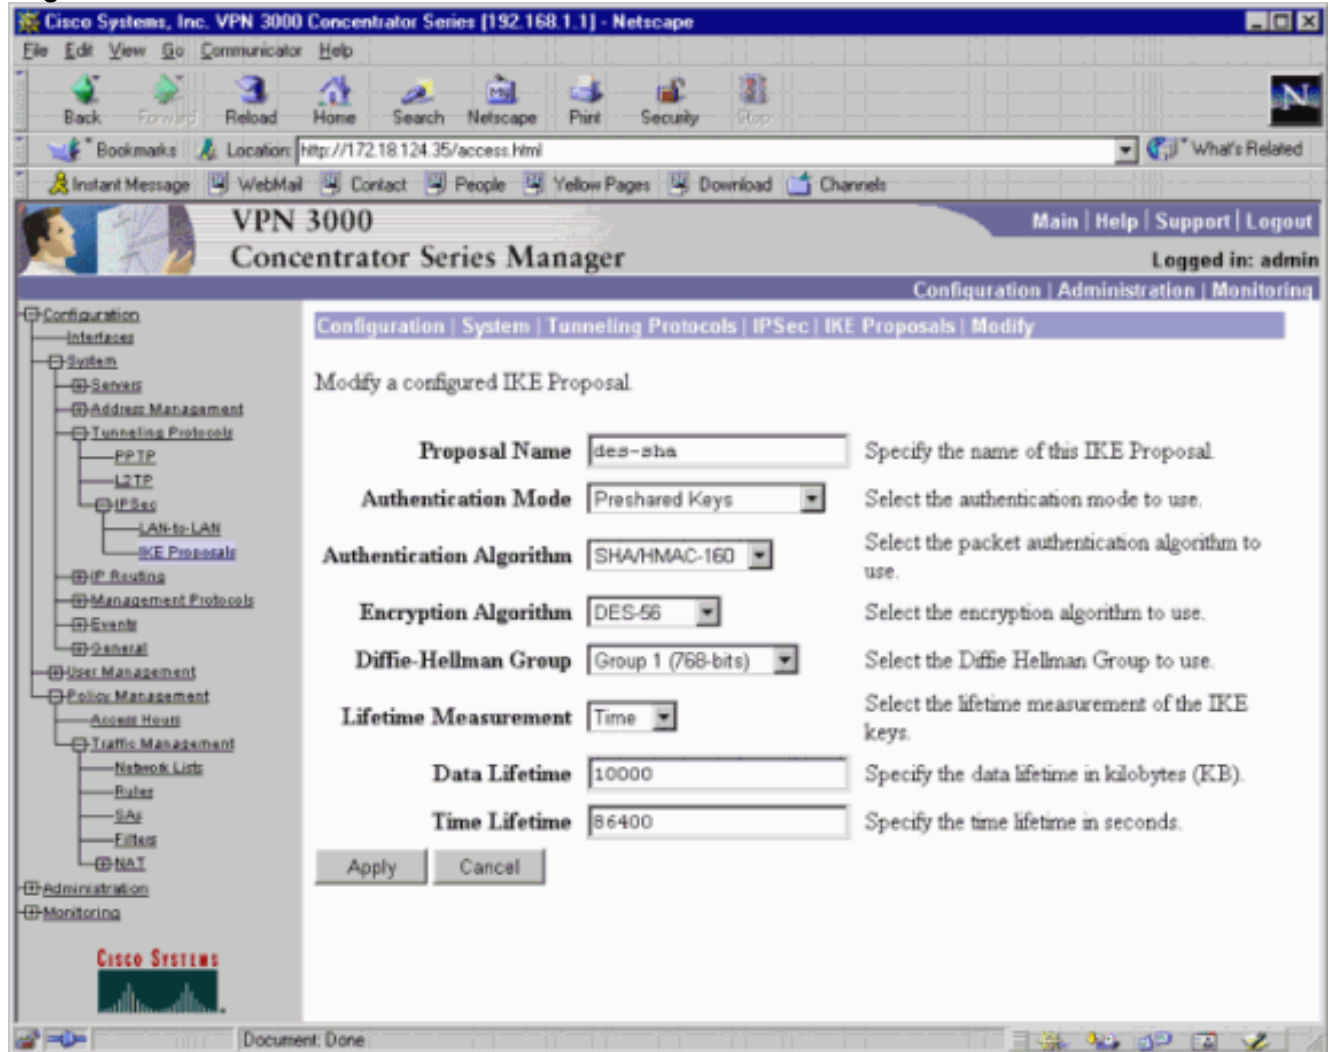 Cisco Systems, Inc. VPN 3000 Concentrator Series [192.168.1.1] - Netscape
File Edit View Go Communicator Help
Back Forward Reload Home Search Netscape Print Security Stop
Bookmarks Location: http://172.18.124.35/access.html What's Related
Instant Message WebMail Contact People Yellow Pages Download Channels
VPN 3000
Concentrator Series Manager
Main | Help | Support | Logout
Logged in: admin
Configuration | Administration | Monitoring
Configuration
Interfaces
System
Servers
Address Management
Tunneling Protocols
PPTP
L2TP
IPSec
LAN-to-LAN
IKE Proposals
IP Routing
Management Protocols
Events
General
User Management
Policy Management
Access Hours
Traffic Management
Network Lists
Rules
SAs
Filters
NAT
Administration
Monitoring
CISCO SYSTEMS
Configuration | System | Tunneling Protocols | IPSec | IKE Proposals | Modify
Modify a configured IKE Proposal.
Proposal Name des-sha Specify the name of this IKE Proposal.
Authentication Mode Preshared Keys Select the authentication mode to use.
Authentication Algorithm SHA/HMAC-160 Select the packet authentication algorithm to
use.
Encryption Algorithm DES-56 Select the encryption algorithm to use.
Diffie-Hellman Group Group 1 (768-bits) Select the Diffie Hellman Group to use.
Lifetime Measurement Time Select the lifetime measurement of the IKE
keys.
Data Lifetime 10000 Specify the data lifetime in kilobytes (KB).
Time Lifetime 86400 Specify the time lifetime in seconds.
Apply Cancel
Document: Done